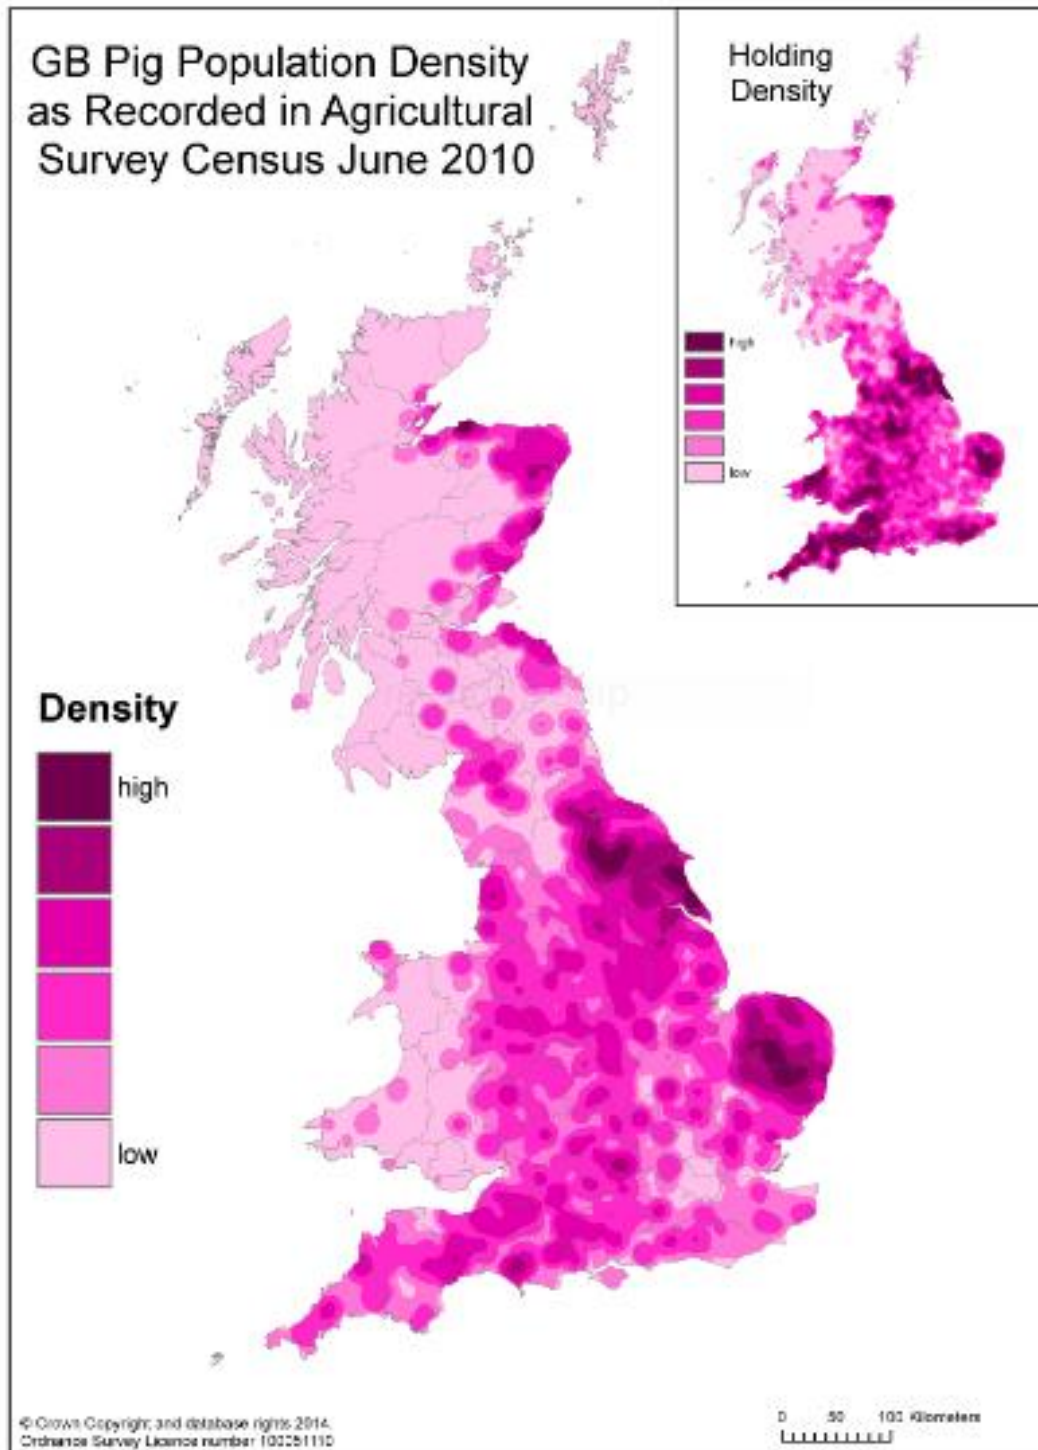 GB Pig Population Density
as Recorded in Agricultural
Survey Census June 2010
Holding
Density
high
low
Density
high
low
© Crown Copyright and database rights 2014.
Ordnance Survey Licence number 100051110
0 50 100 Kilometers